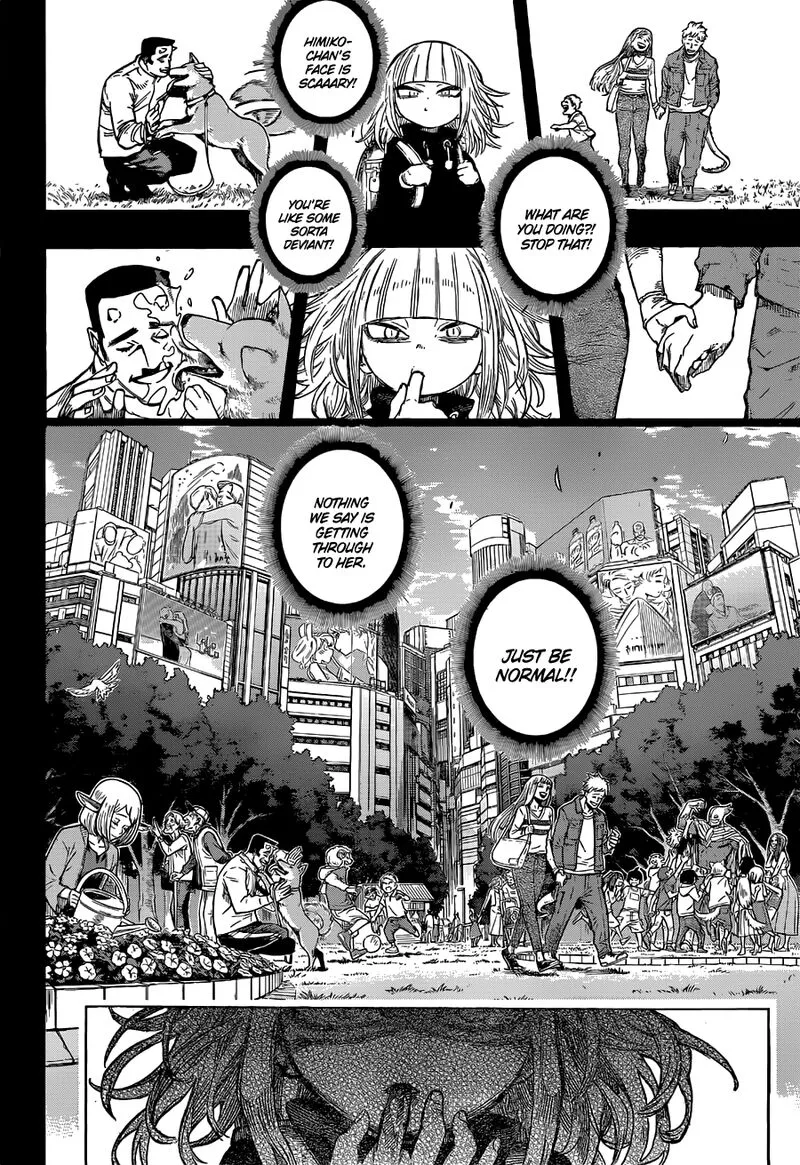 WHAT ARE
YOU DOING?!
STOP THAT!
HIMIKO-
CHAN'S
FACE IS
SCAAARY!
YOU'RE
LIKE SOME
SORTA
DEVIANT!
NOTHING
WE SAY IS
GETTING
THROUGH
TO HER.
JUST BE
NORMAL!!